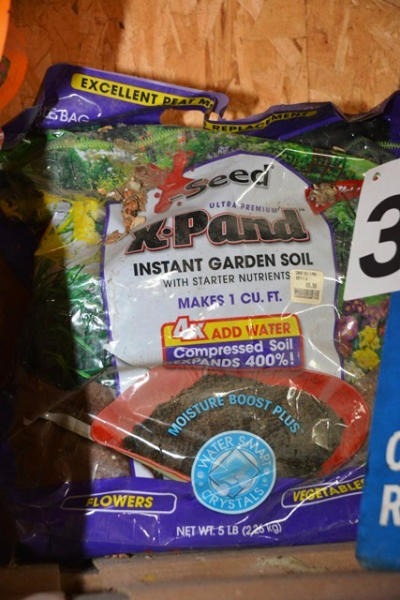 EXCELLENT PEAT M
REPLACEMENT
BAG
Seed
ULTRA PREMIUM
X-Pand
INSTANT GARDEN SOIL
WITH STARTER NUTRIENTS
MAKES 1 CU. FT.
4X ADD WATER
Compressed Soil
EXPANDS 400%!
MOISTURE BOOST PLUS
WATER SMART
CRYSTALS
FLOWERS
VEGETABLES
NET WT. 5 LB (2.26 KG)
3
R